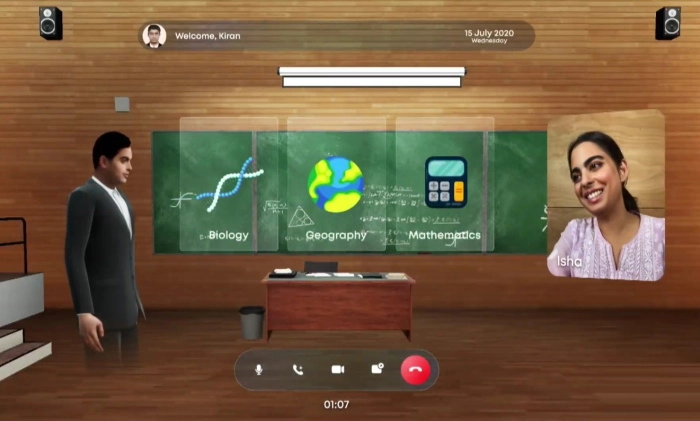 Welcome, Kiran
15 July 2020
Wednesday
Biology
Geography
Mathematics
Isha
01:07